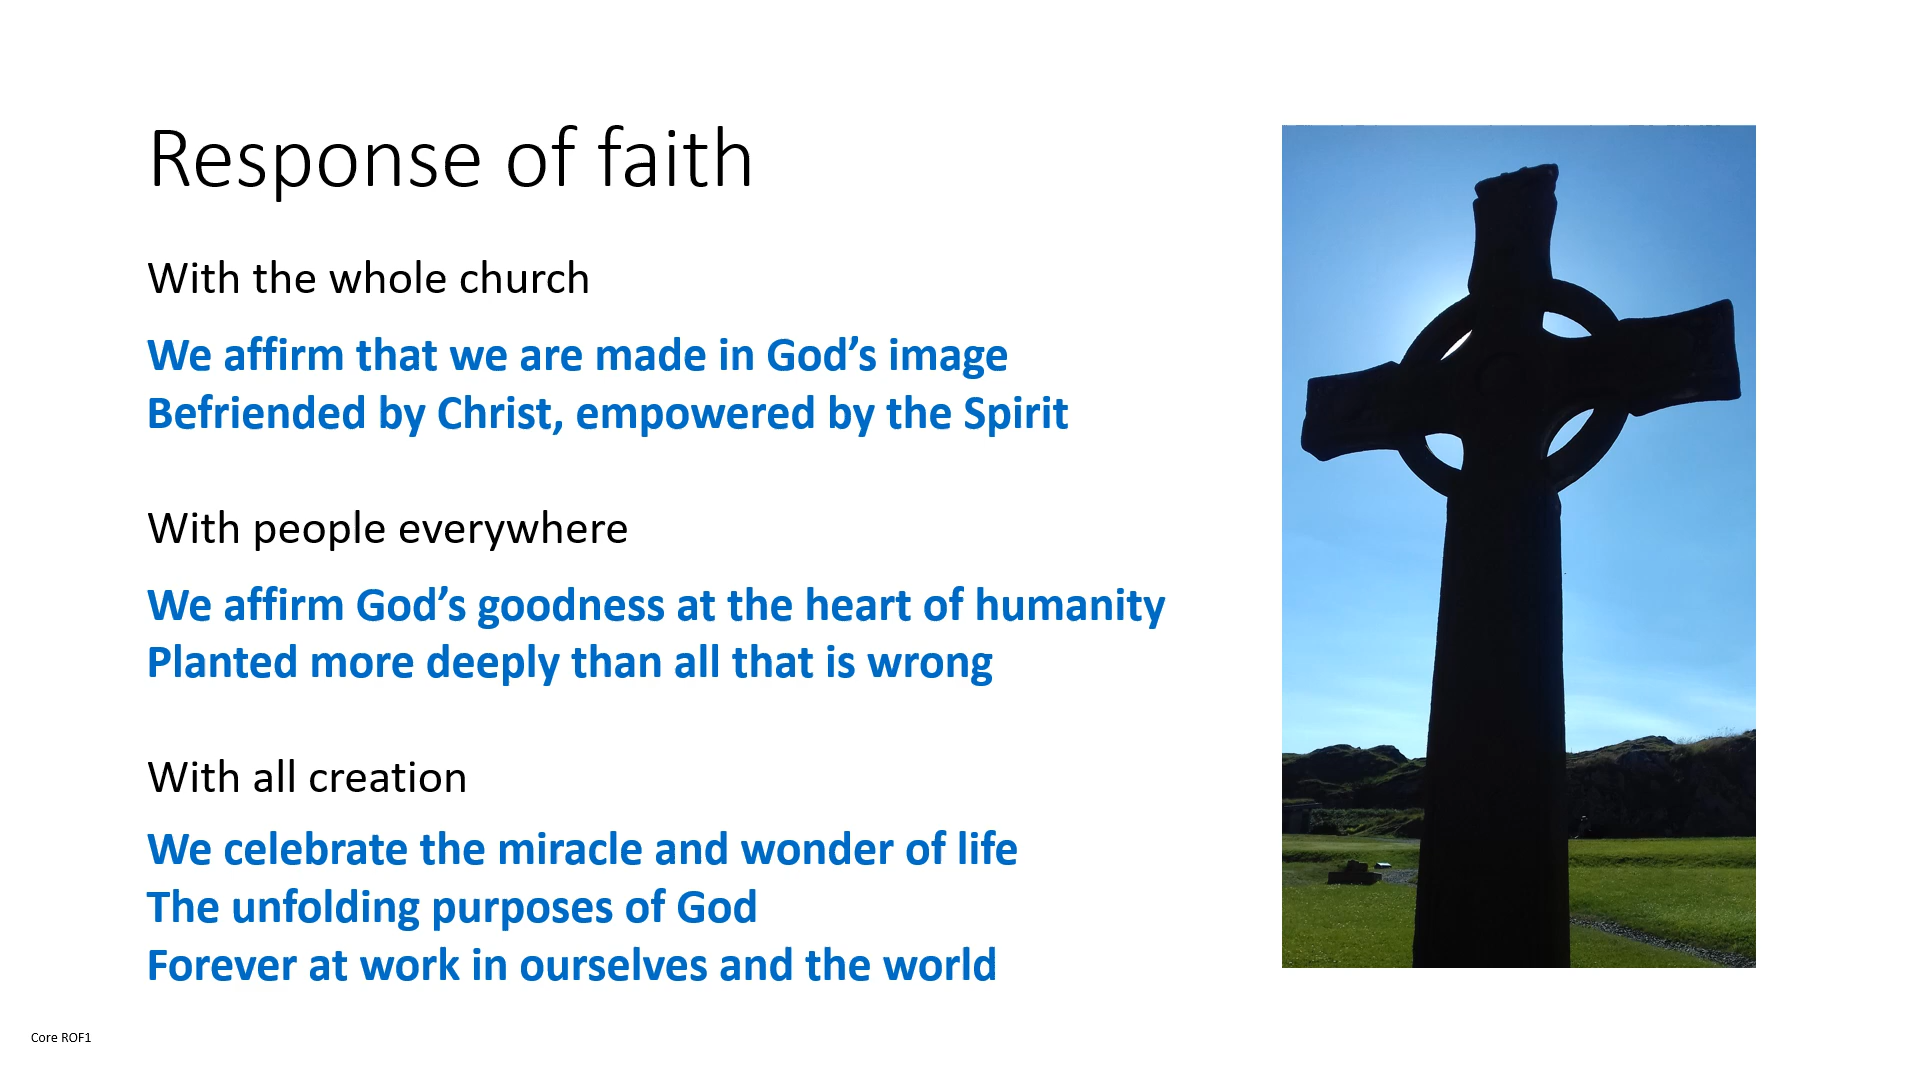 Response of faith
With the whole church
We affirm that we are made in God’s image
Befriended by Christ, empowered by the Spirit
With people everywhere
We affirm God’s goodness at the heart of humanity
Planted more deeply than all that is wrong
With all creation
We celebrate the miracle and wonder of life
The unfolding purposes of God
Forever at work in ourselves and the world
Core ROF1